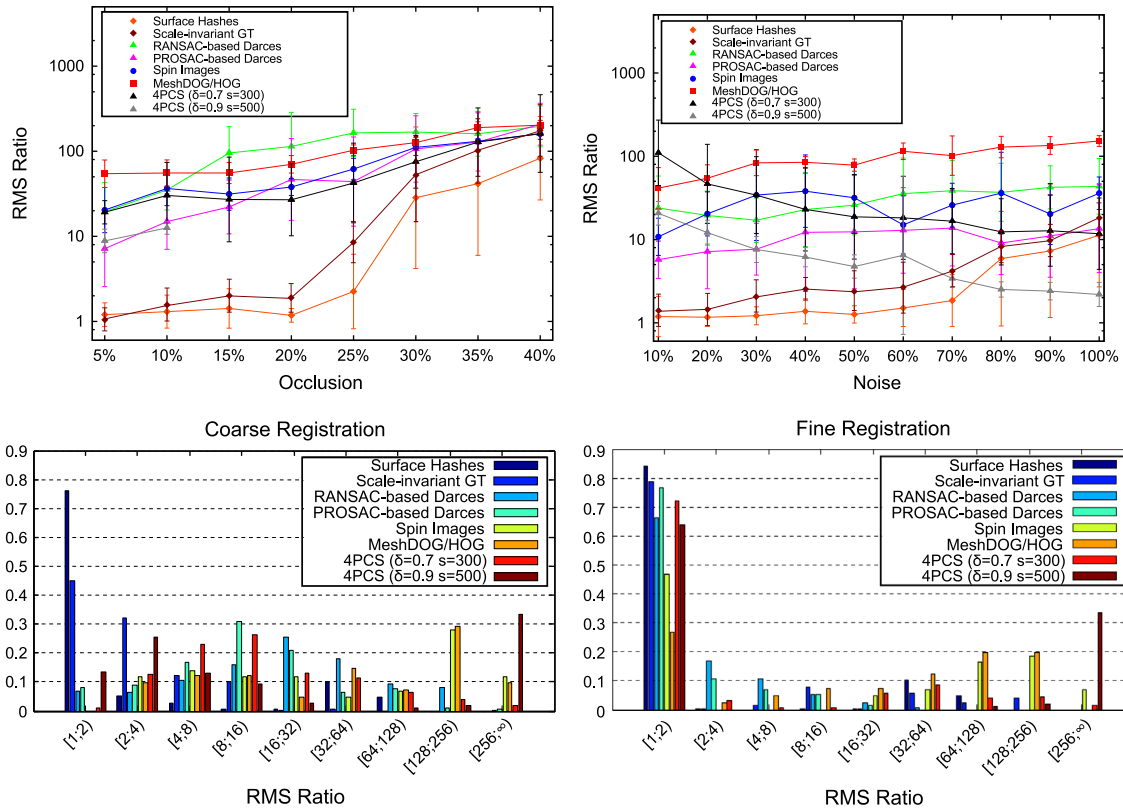 Surface Hashes
Scale-invariant GT
RANSAC-based Darces
PROSAC-based Darces
Spin Images
MeshDOG/HOG
4PCS (δ=0.7 s=300)
4PCS (δ=0.9 s=500)
RMS Ratio
1000
100
10
1
5% 10% 15% 20% 25% 30% 35% 40%
Occlusion
Surface Hashes
Scale-invariant GT
RANSAC-based Darces
PROSAC-based Darces
Spin Images
MeshDOG/HOG
4PCS (δ=0.7 s=300)
4PCS (δ=0.9 s=500)
RMS Ratio
1000
100
10
1
10% 20% 30% 40% 50% 60% 70% 80% 90% 100%
Noise
Coarse Registration
0.9
0.8
0.7
0.6
0.5
0.4
0.3
0.2
0.1
0
Surface Hashes
Scale-invariant GT
RANSAC-based Darces
PROSAC-based Darces
Spin Images
MeshDOG/HOG
4PCS (δ=0.7 s=300)
4PCS (δ=0.9 s=500)
[1;2) [2;4) [4;8) [8;16) [16;32) [32;64) [64;128) [128;256) [256;∞)
RMS Ratio
Fine Registration
0.9
0.8
0.7
0.6
0.5
0.4
0.3
0.2
0.1
0
Surface Hashes
Scale-invariant GT
RANSAC-based Darces
PROSAC-based Darces
Spin Images
MeshDOG/HOG
4PCS (δ=0.7 s=300)
4PCS (δ=0.9 s=500)
[1:2) [2:4) [4;8) [8;16) [16;32) [32;64) [64;128) [128;256) [256;∞)
RMS Ratio